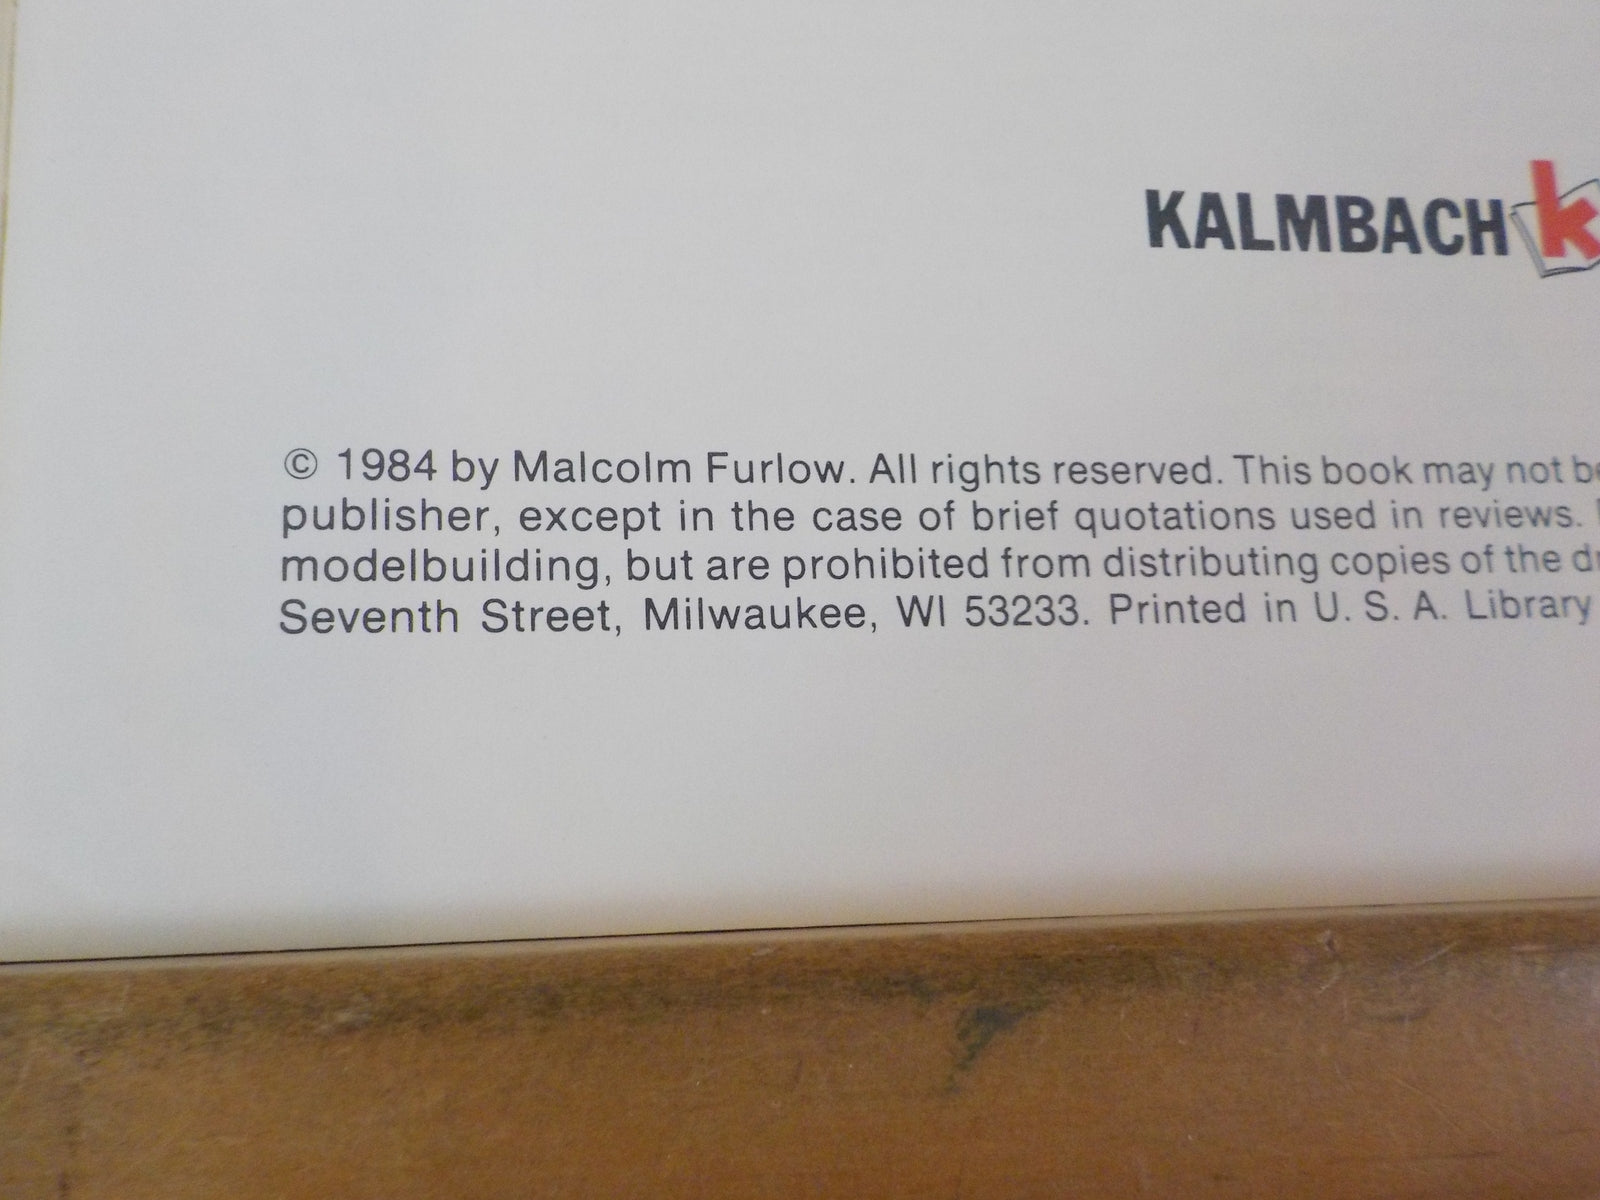 KALMBACH k
© 1984 by Malcolm Furlow. All rights reserved. This book may not
publisher, except in the case of brief quotations used in reviews.
modelbuilding, but are prohibited from distributing copies of the
Seventh Street, Milwaukee, WI 53233. Printed in U. S. A. Library